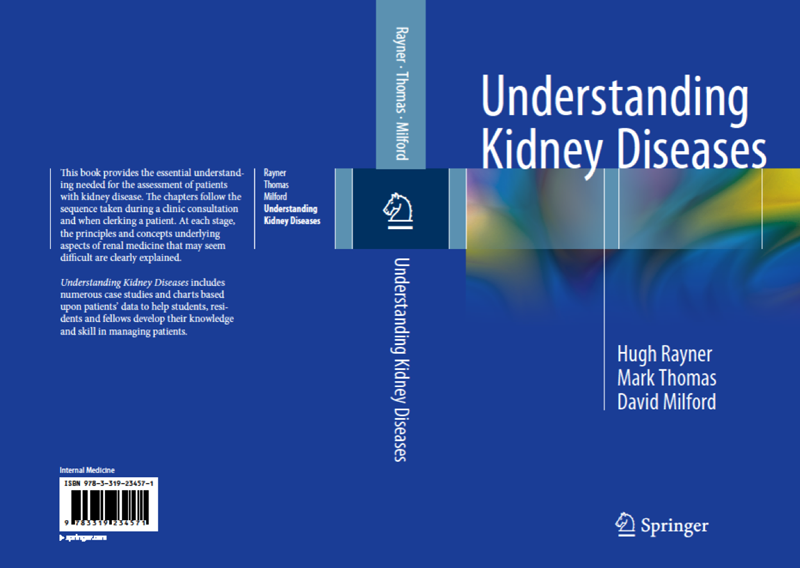 This book provides the essential understand-
ing needed for the assessment of patients
with kidney disease. The chapters follow the
sequence taken during a clinic consultation
and when clerking a patient. At each stage,
the principles and concepts underlying
aspects of renal medicine that may seem
difficult are clearly explained.
Understanding Kidney Diseases includes
numerous case studies and charts based
upon patients' data to help students, resi-
dents and fellows develop their knowledge
and skill in managing patients.
Internal Medicine
ISBN 978-3-319-23457-1
9 783319 234571
springer.com
Rayner
Thomas
Milford
Understanding
Kidney Diseases
Rayner · Thomas · Milford
Understanding Kidney Diseases
Understanding
Kidney Diseases
Hugh Rayner
Mark Thomas
David Milford
Springer